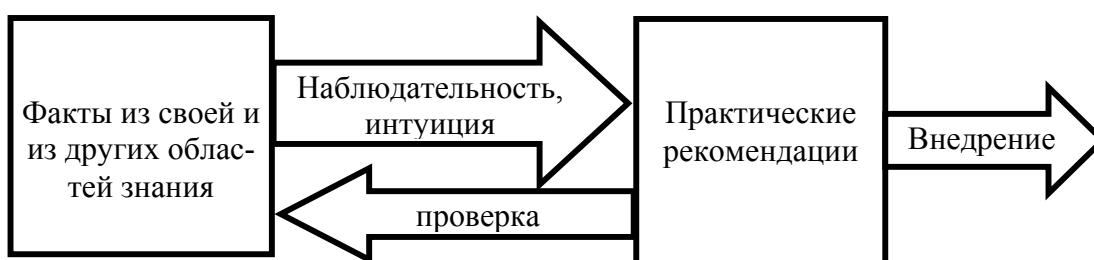 Факты из своей и
из других облас-
тей знания
Наблюдательность,
интуиция
проверка
Практические
рекомендации
Внедрение